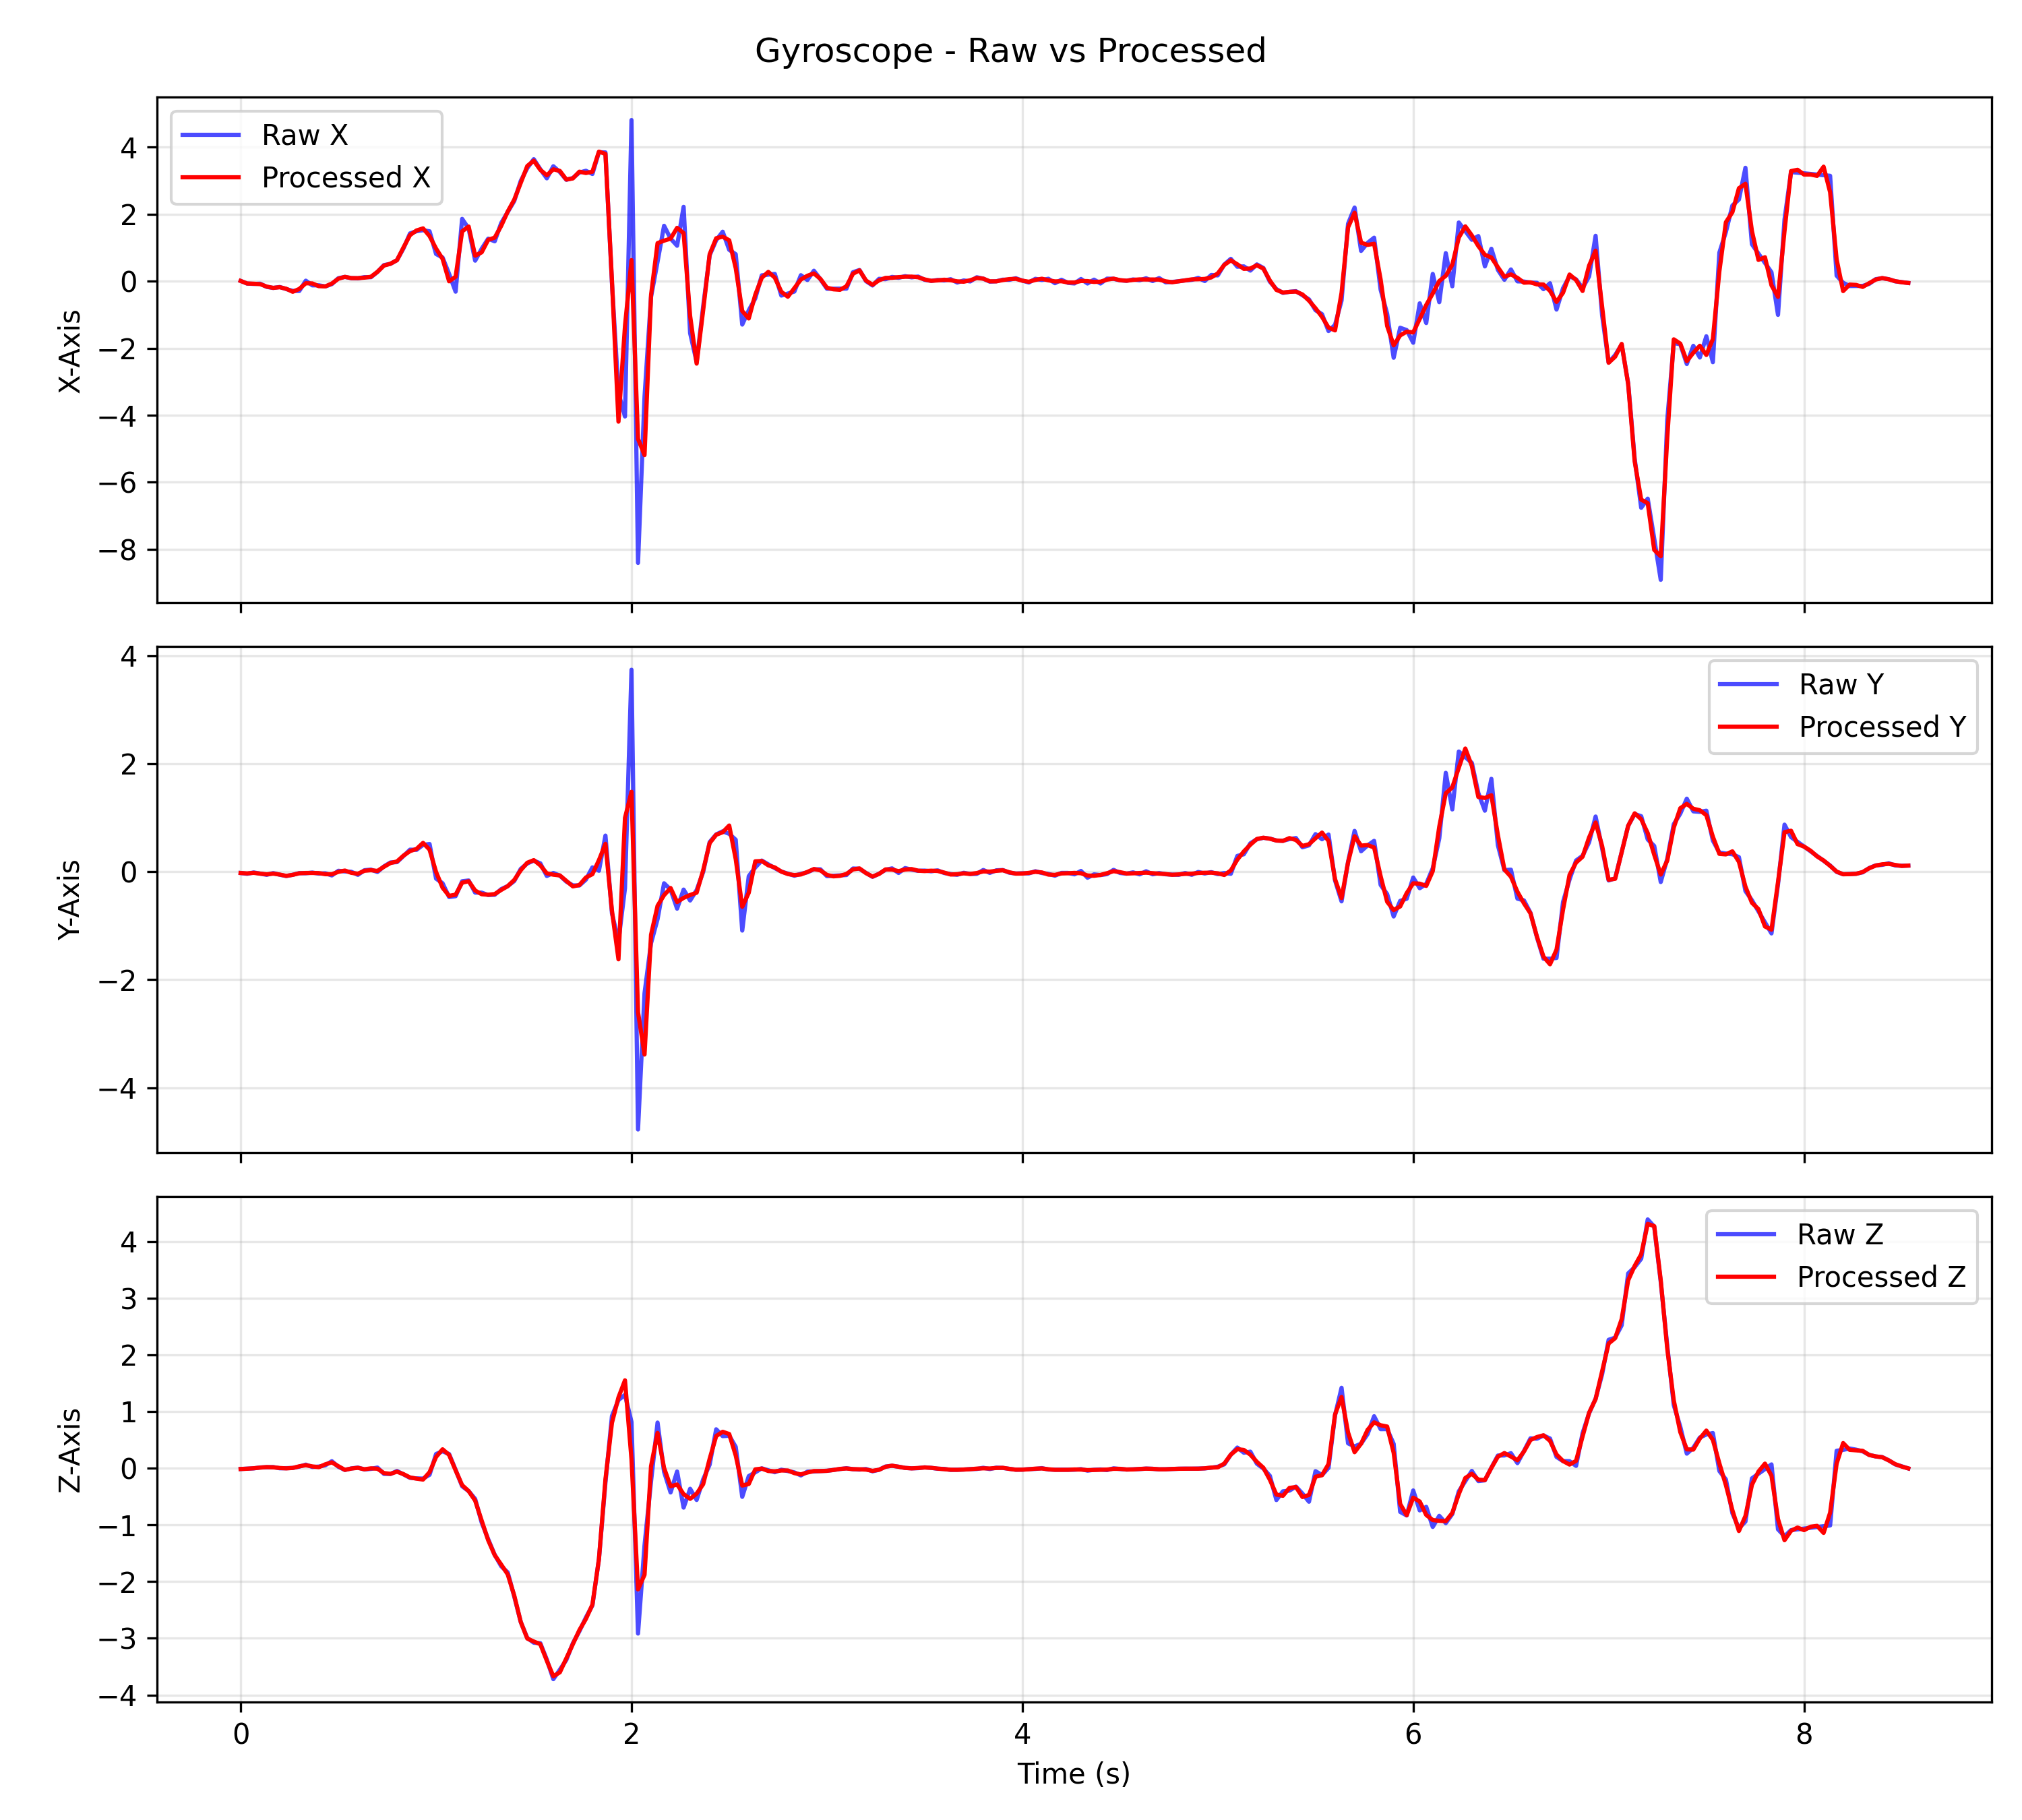 Gyroscope - Raw vs Processed
Raw X
Processed X
4
2
0
−2
−4
−6
−8
X-Axis
Raw Y
Processed Y
4
2
0
−2
−4
Y-Axis
Raw Z
Processed Z
4
3
2
1
0
−1
−2
−3
−4
Z-Axis
0 2 4 6 8
Time (s)